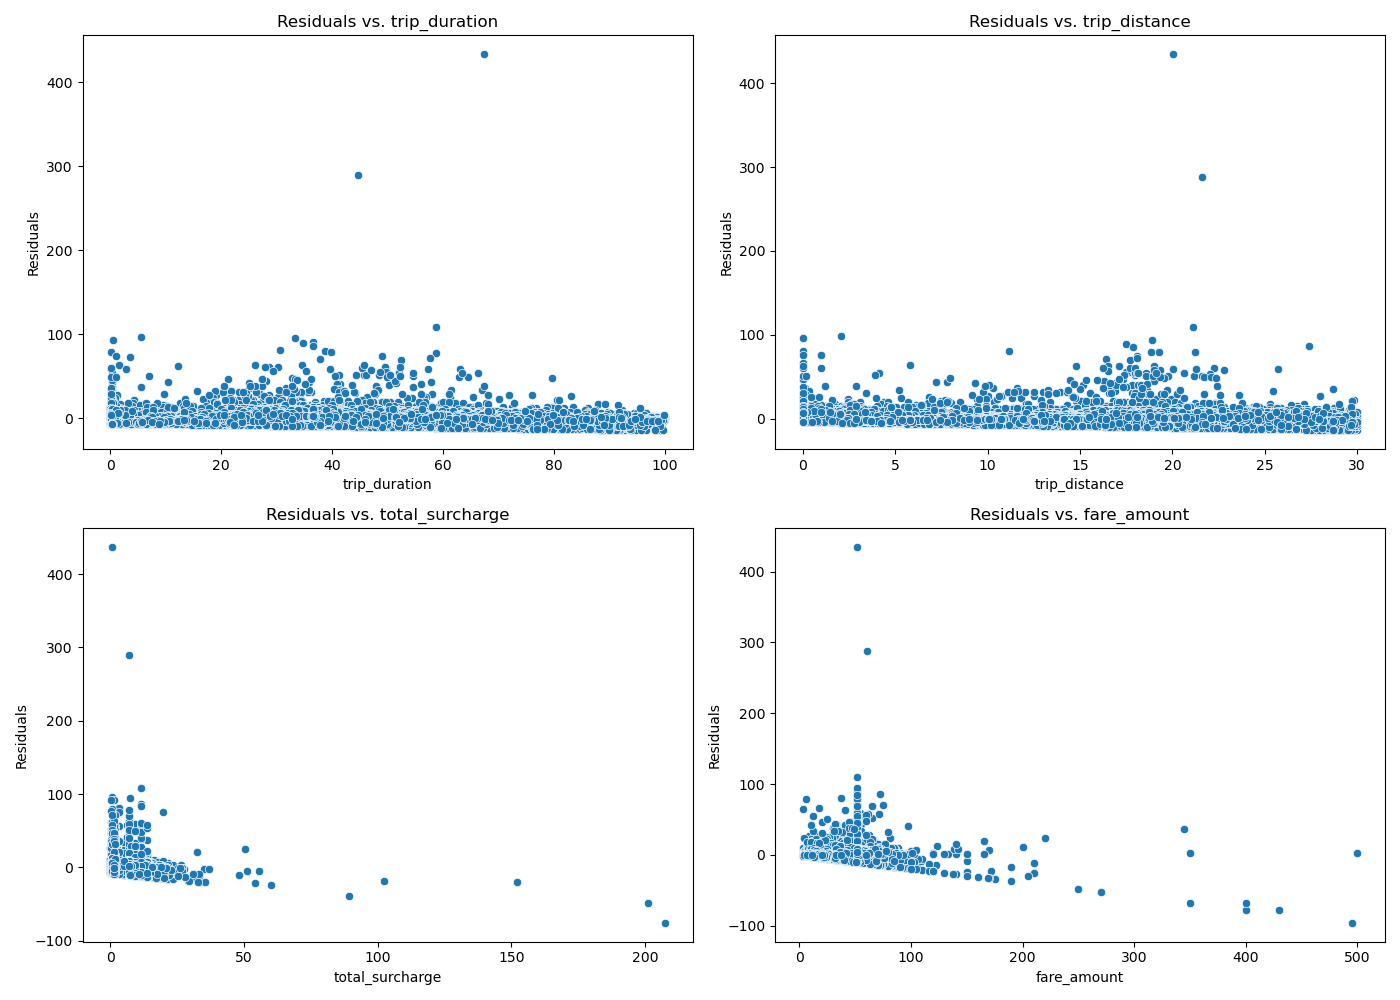 Residuals vs. trip_duration
Residuals
400
300
200
100
0
0 20 40 60 80 100
trip_duration
Residuals vs. trip_distance
Residuals
400
300
200
100
0
0 5 10 15 20 25 30
trip_distance
Residuals vs. total_surcharge
Residuals
400
300
200
100
0
−100
0 50 100 150 200
total_surcharge
Residuals vs. fare_amount
Residuals
400
300
200
100
0
−100
0 100 200 300 400 500
fare_amount